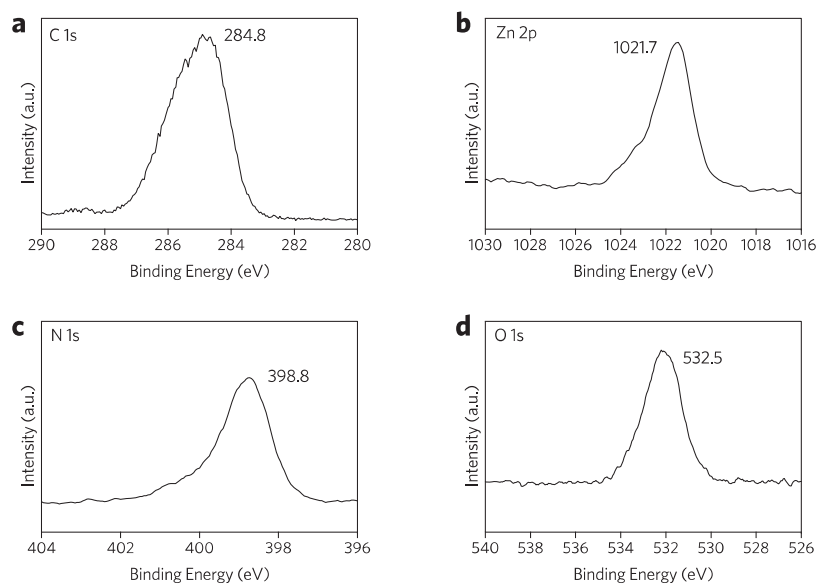 a
C 1s
284.8
Intensity (a.u.)
290 288 286 284 282 280
Binding Energy (eV)
b
Zn 2p
1021.7
Intensity (a.u.)
1030 1028 1026 1024 1022 1020 1018 1016
Binding Energy (eV)
c
N 1s
398.8
Intensity (a.u.)
404 402 400 398 396
Binding Energy (eV)
d
O 1s
532.5
Intensity (a.u.)
540 538 536 534 532 530 528 526
Binding Energy (eV)